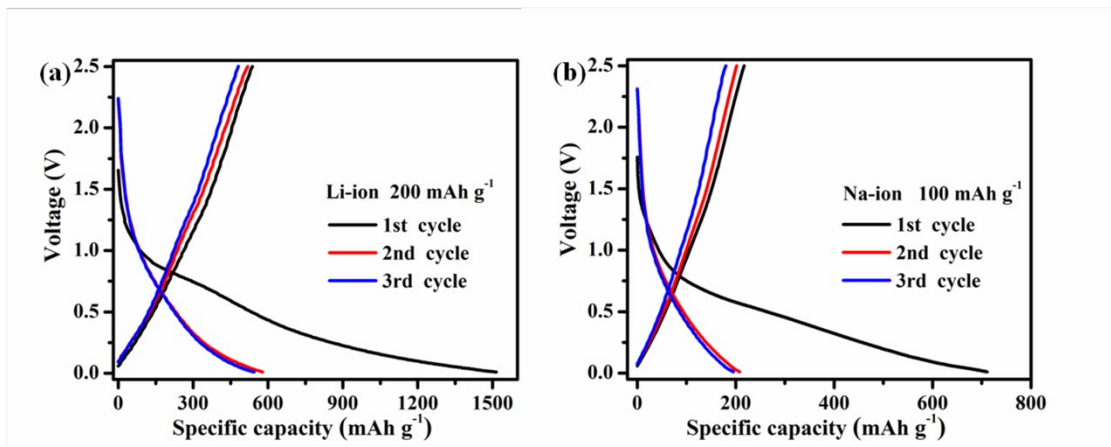 (a)
2.5
2.0
1.5
1.0
0.5
0.0
Voltage (V)
Li-ion 200 mAh g-1
1st cycle
2nd cycle
3rd cycle
0 300 600 900 1200 1500
Specific capacity (mAh g-1)
(b)
2.5
2.0
1.5
1.0
0.5
0.0
Voltage (V)
Na-ion 100 mAh g-1
1st cycle
2nd cycle
3rd cycle
0 200 400 600 800
Specific capacity (mAh g-1)